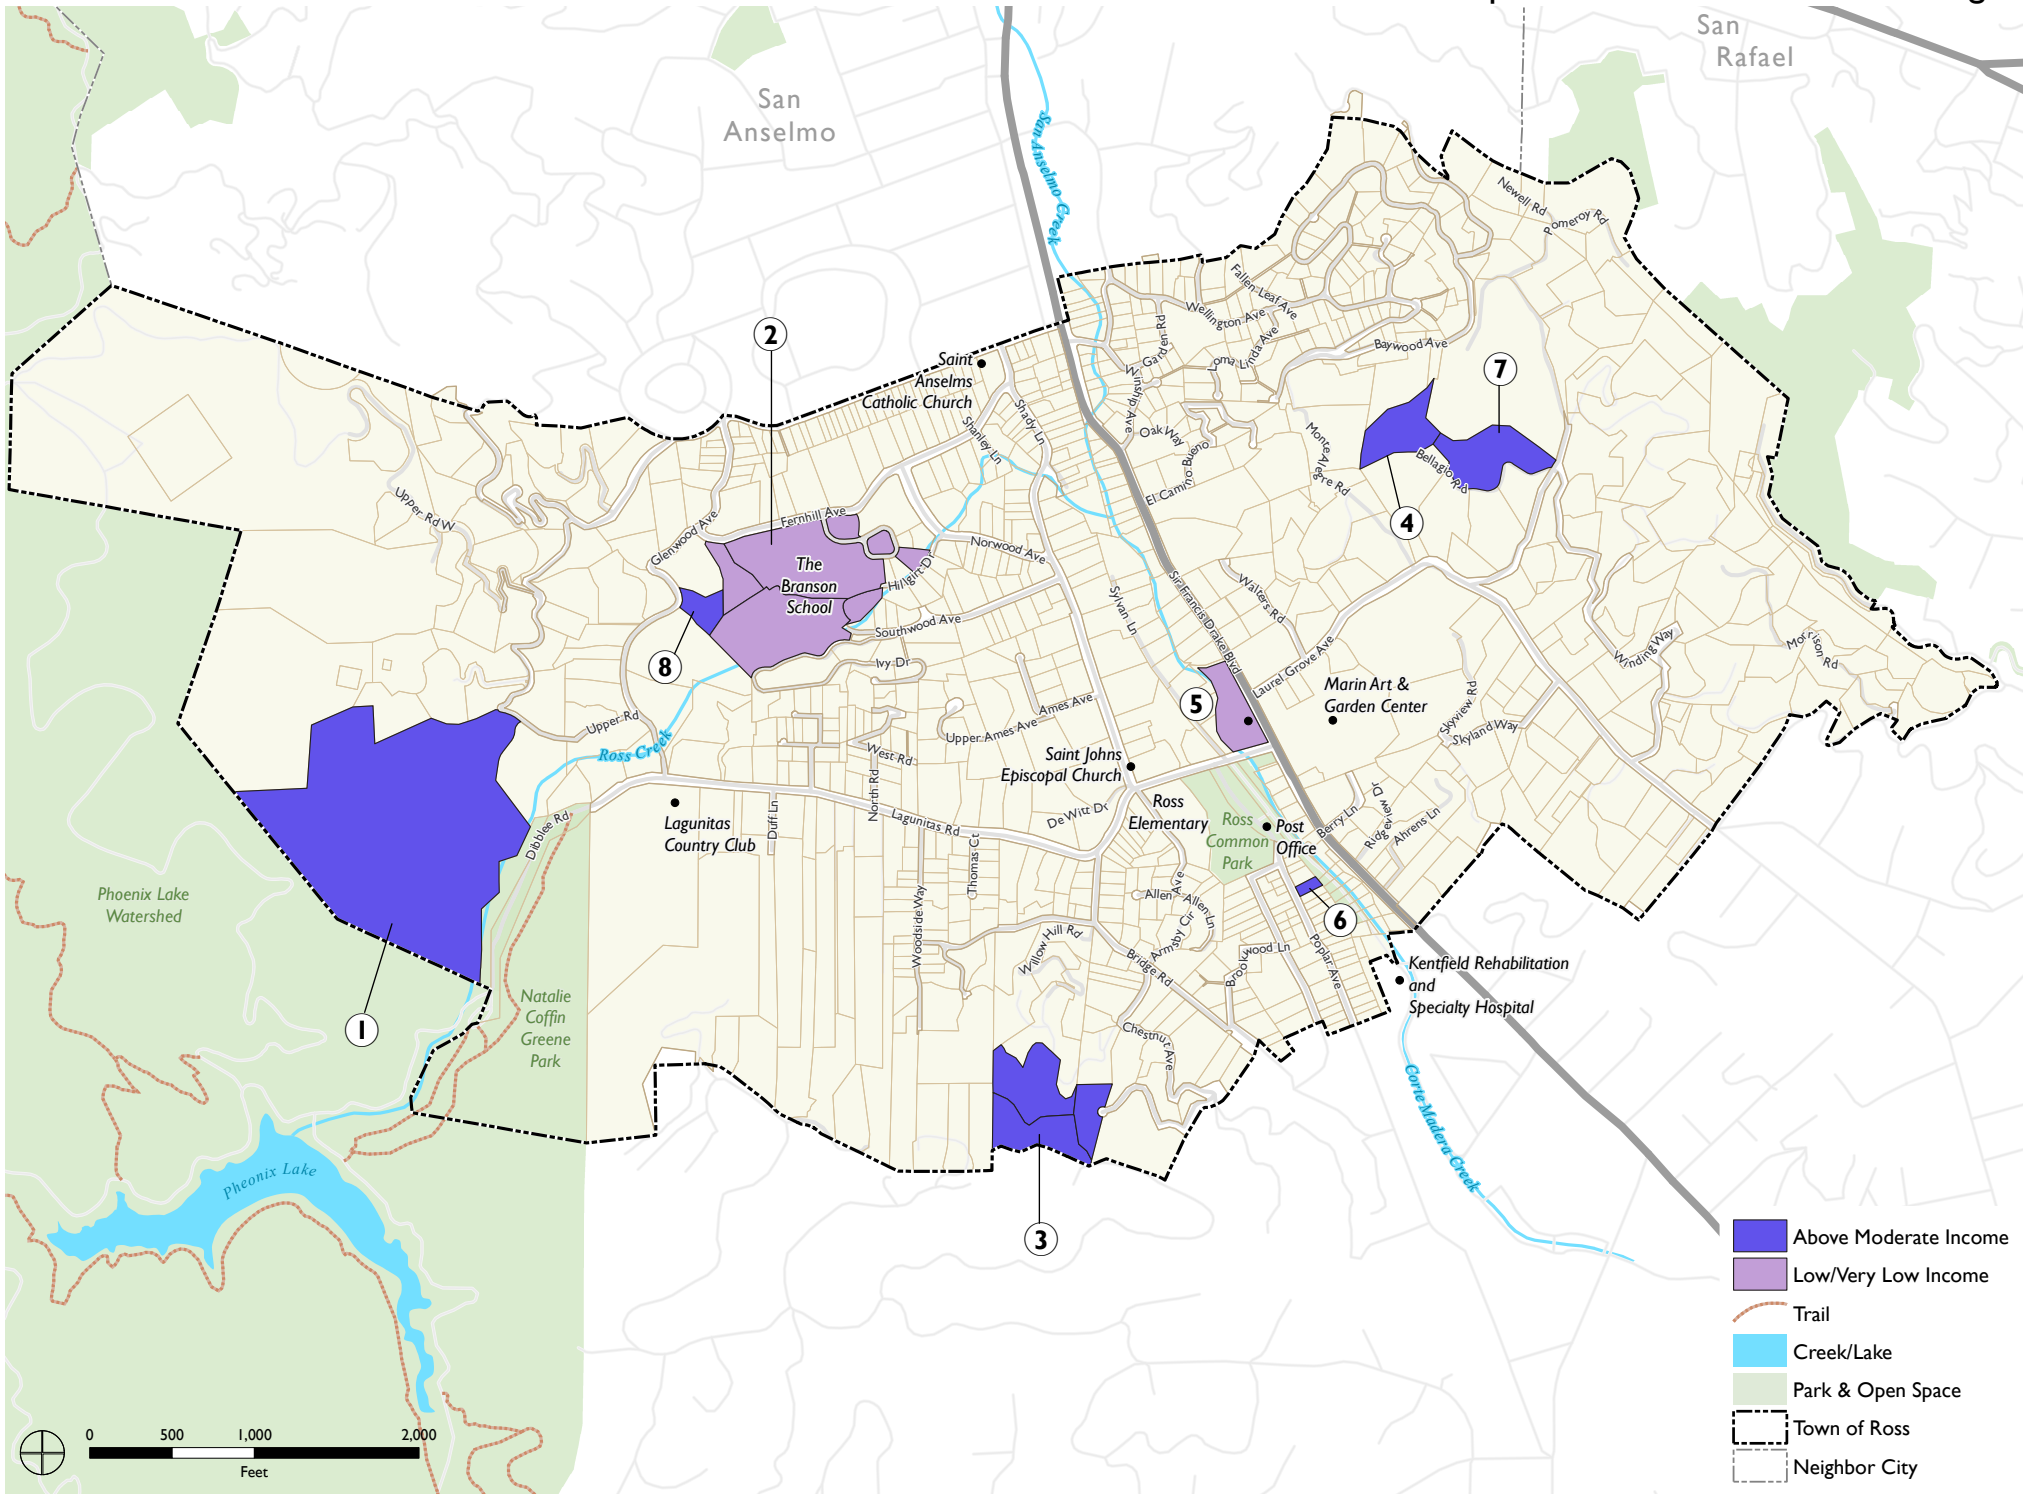 San
Rafael
San
Anselmo
San Anselmo Creek
Newell Rd
Pomeroy Rd
Fallen Leaf Ave
Wellington Ave
Garden Rd
Loma Linda Ave
Baywood Ave
Winship Ave
2
7
Saint
Anselms
Catholic Church
Shady Ln
Shanley Ln
Oak Way
El Camino Bueno
Monte Alegre Rd
Bellagio Rd
4
Upper Rd W
Glenwood Ave
Fernhill Ave
The
Branson
School
Hillgirt Dr
Norwood Ave
Sir Francis Drake Blvd
Walters Rd
Sylvan Ln
Southwood Ave
8
Ivy Dr
Laurel Grove Ave
Winding Way
Morrison Rd
5
Marin Art &
Garden Center
Skyview Rd
Skyland Way
Upper Rd
Ross Creek
Ames Ave
Upper Ames Ave
West Rd
North Rd
Saint Johns
Episcopal Church
Lagunitas
Country Club
Duff Ln
Lagunitas Rd
De Witt Dr
Ross
Elementary
Ross
Common
Park
Post
Office
Berry Ln
Ridgeview Dr
Ahrens Ln
Dibblee Rd
Thomas Ct
Woodside Way
Allen Ave
Allen Ln
Armsby Cir
6
Phoenix Lake
Watershed
Willow Hill Rd
Bridge Rd
Brookwood Ln
Poplar Ave
Kentfield Rehabilitation
and
Specialty Hospital
Natalie
Coffin
Greene
Park
1
Chestnut Ave
Corte Madera Creek
Pheonix Lake
3
Above Moderate Income
Low/Very Low Income
Trail
Creek/Lake
Park & Open Space
Town of Ross
Neighbor City
0 500 1,000 2,000
Feet